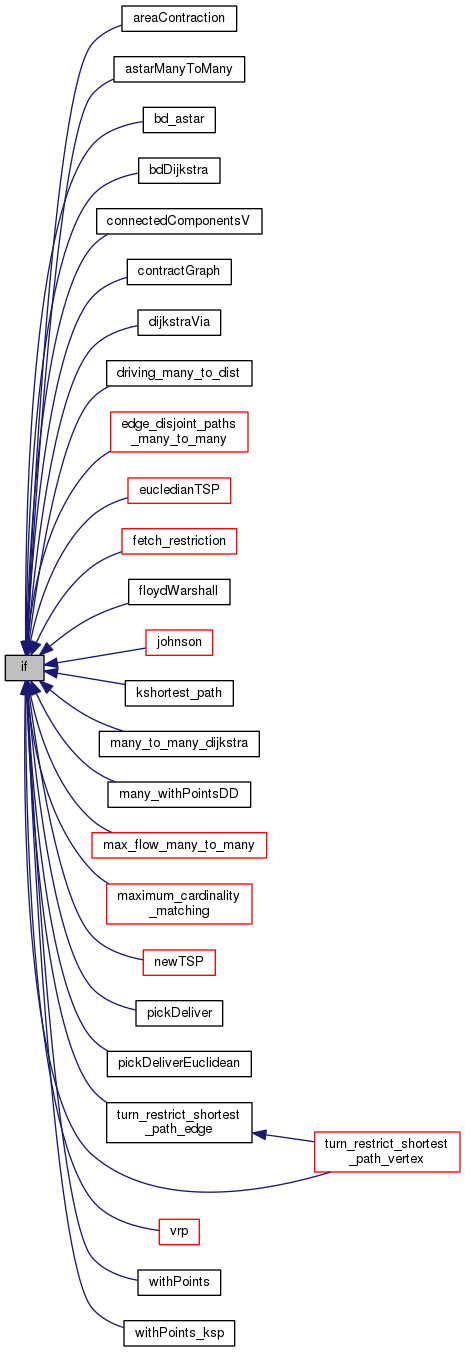 areaContraction
astarManyToMany
bd_astar
bdDijkstra
connectedComponentsV
contractGraph
dijkstraVia
driving_many_to_dist
edge_disjoint_paths
_many_to_many
eucledianTSP
fetch_restriction
floydWarshall
johnson
if
kshortest_path
many_to_many_dijkstra
many_withPointsDD
max_flow_many_to_many
maximum_cardinality
_matching
newTSP
pickDeliver
pickDeliverEuclidean
turn_restrict_shortest
_path_edge
turn_restrict_shortest
_path_vertex
vrp
withPoints
withPoints_ksp